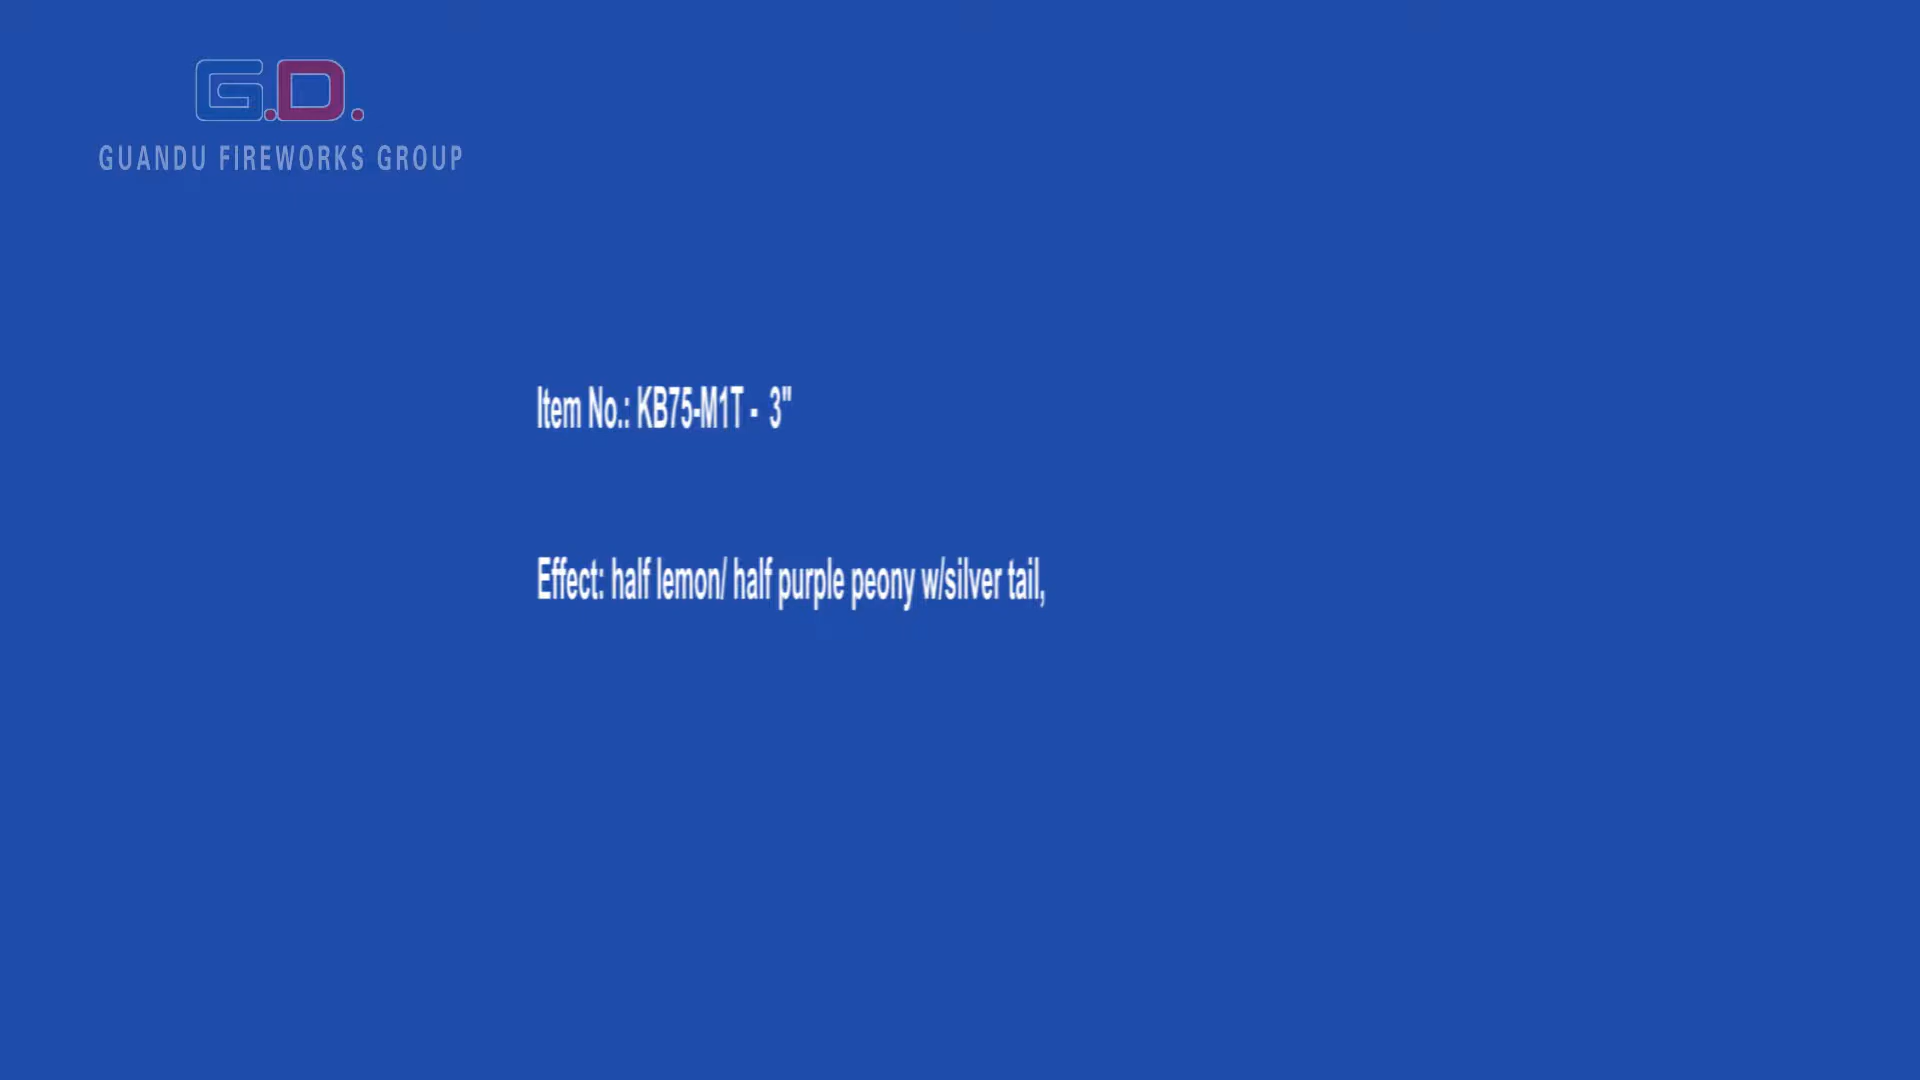 G.D.
GUANDU FIREWORKS GROUP
Item No.: KB75-M1T - 3"
Effect: half lemon/ half purple peony w/silver tail,